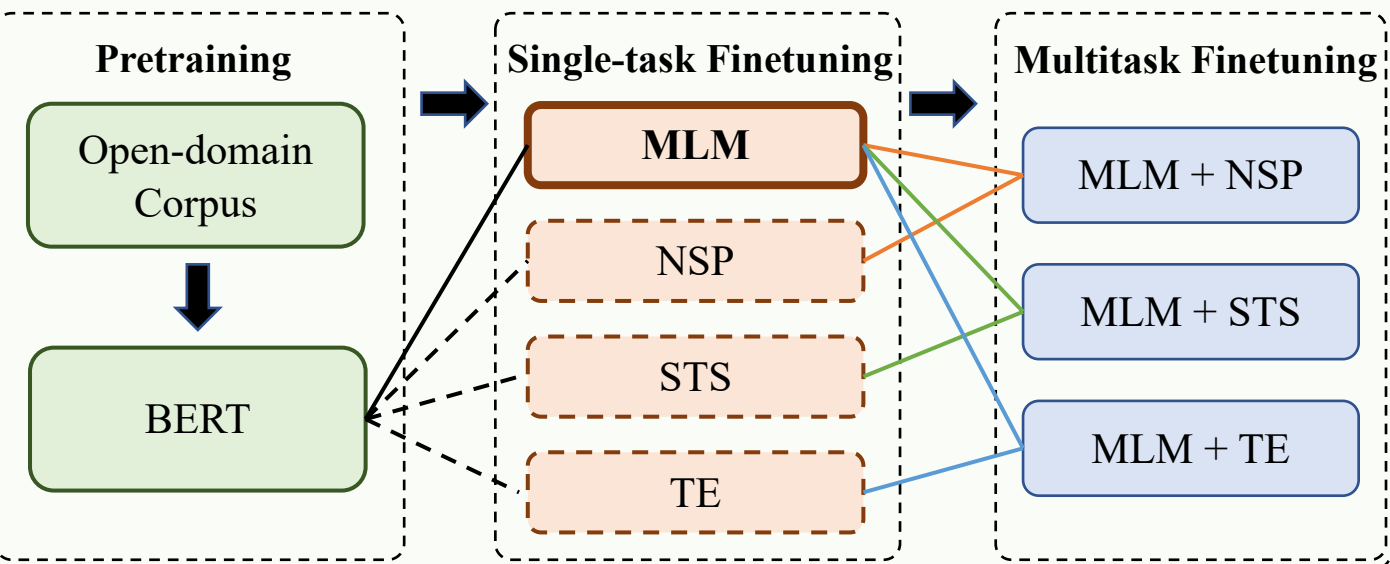 Pretraining
Open-domain
Corpus
BERT
Single-task Finetuning
MLM
NSP
STS
TE
Multitask Finetuning
MLM + NSP
MLM + STS
MLM + TE